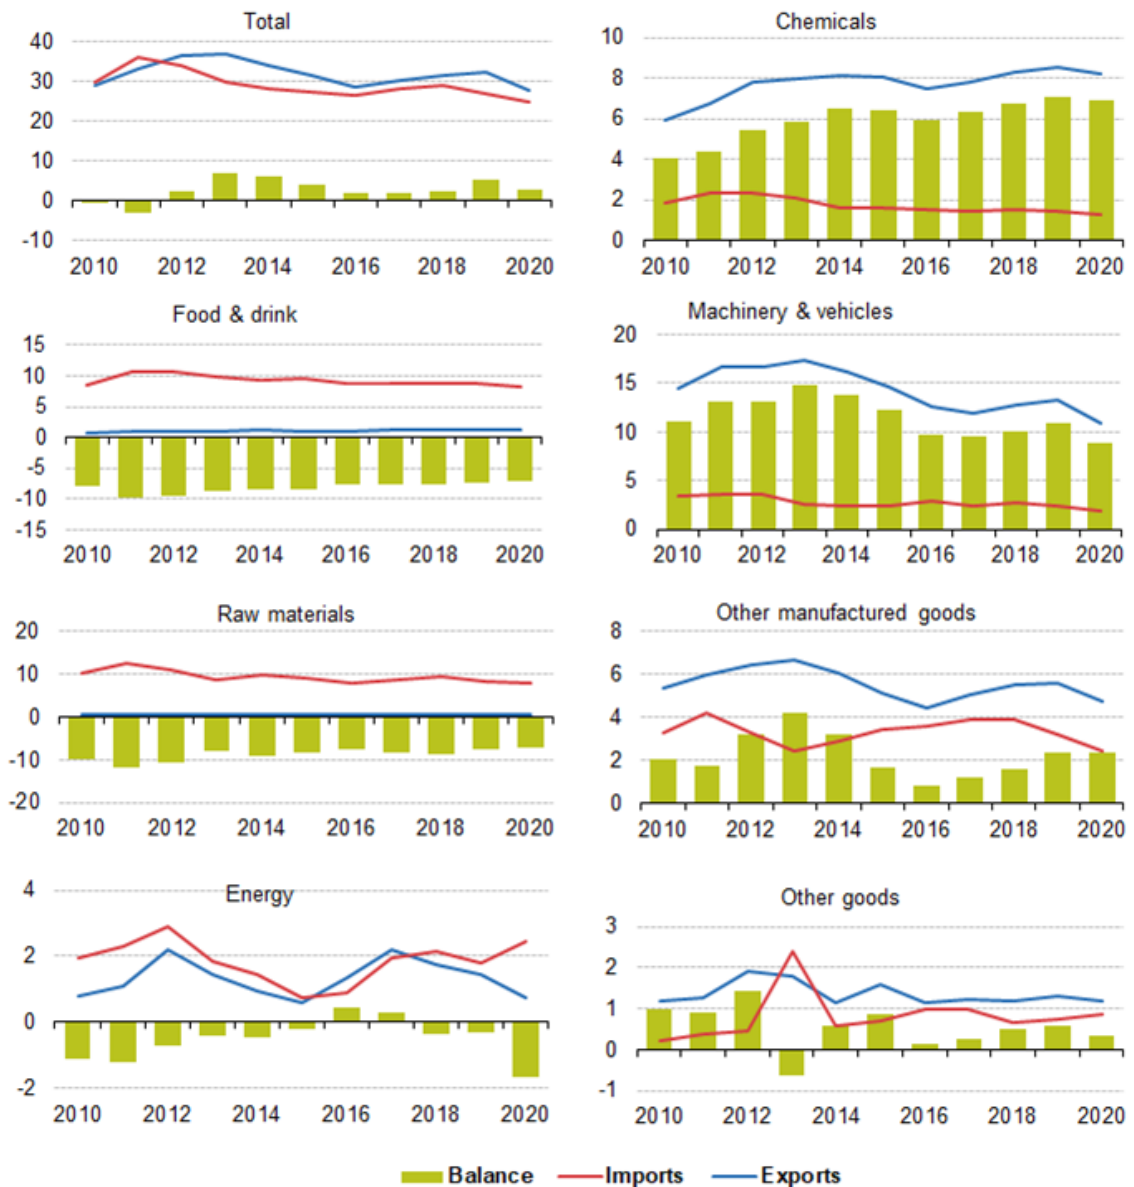 Total
40
30
20
10
0
-10
2010 2012 2014 2016 2018 2020
Chemicals
10
8
6
4
2
0
2010 2012 2014 2016 2018 2020
Food & drink
15
10
5
0
-5
-10
-15
2010 2012 2014 2016 2018 2020
Machinery & vehicles
20
15
10
5
0
2010 2012 2014 2016 2018 2020
Raw materials
20
10
0
-10
-20
2010 2012 2014 2016 2018 2020
Other manufactured goods
8
6
4
2
0
2010 2012 2014 2016 2018 2020
Energy
4
2
0
-2
2010 2012 2014 2016 2018 2020
Other goods
3
2
1
0
-1
2010 2012 2014 2016 2018 2020
Balance Imports Exports